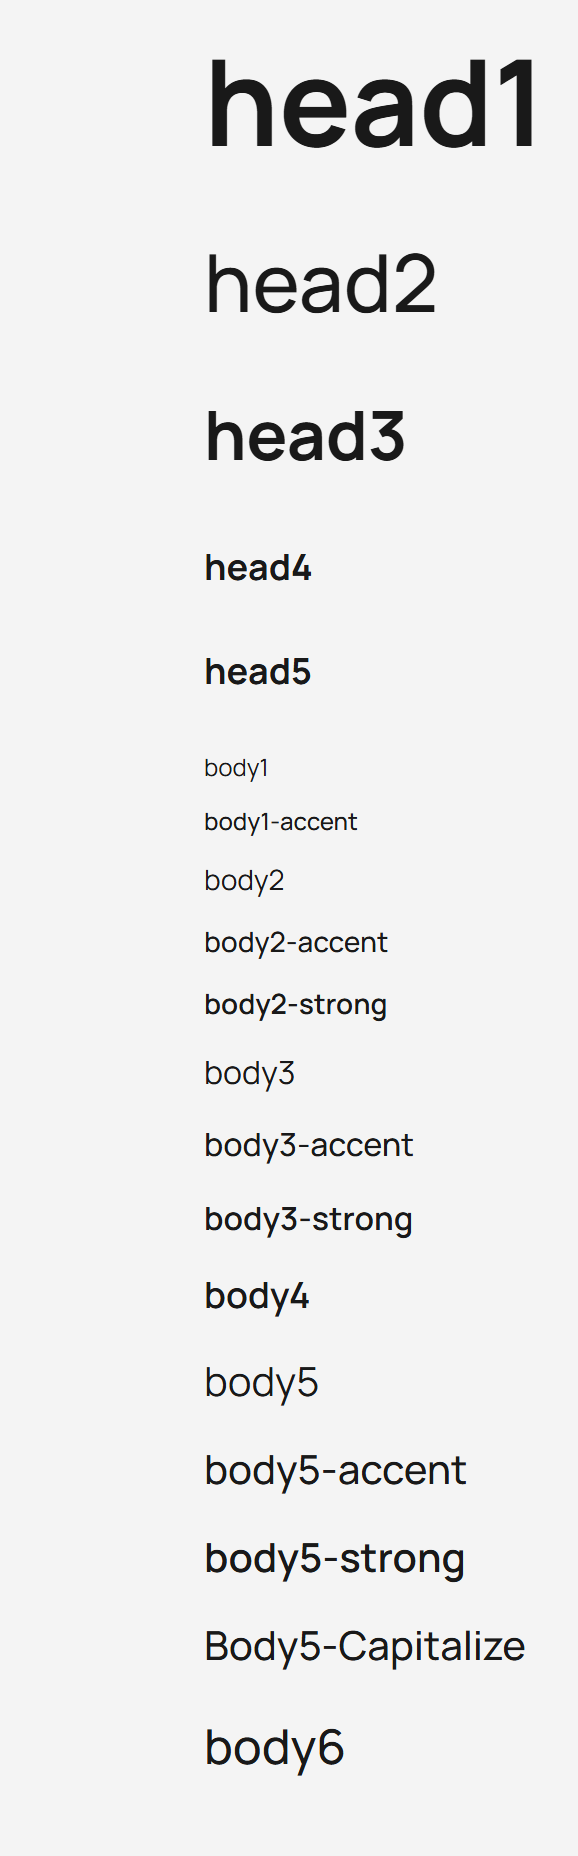 head1
head2
head3
head4
head5
body1
body1-accent
body2
body2-accent
body2-strong
body3
body3-accent
body3-strong
body4
body5
body5-accent
body5-strong
Body5-Capitalize
body6